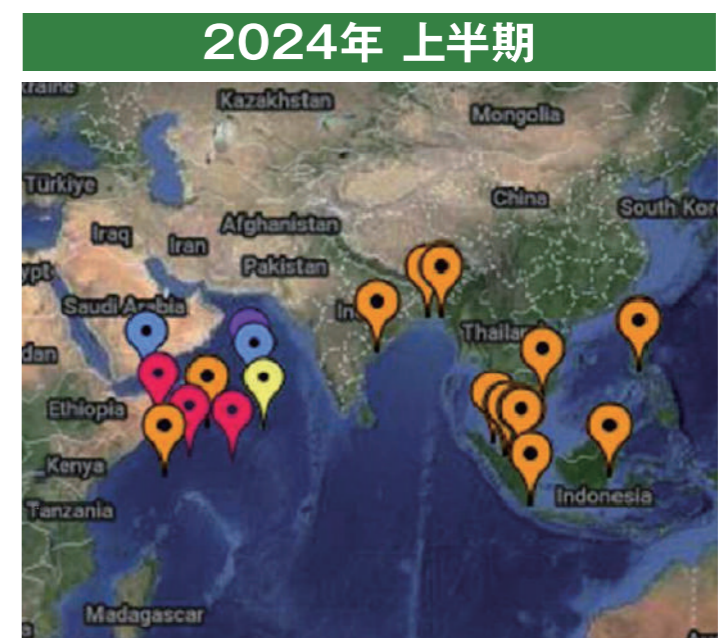 2024年 上半期
Kazakhstan
Mongolia
Türkiye
China
South Kor
Iraq
Iran
Afghanistan
Pakistan
Saudi Arabia
Thailan
Ethiopia
Kenya
Indonesia
Tanzania
Madagascar